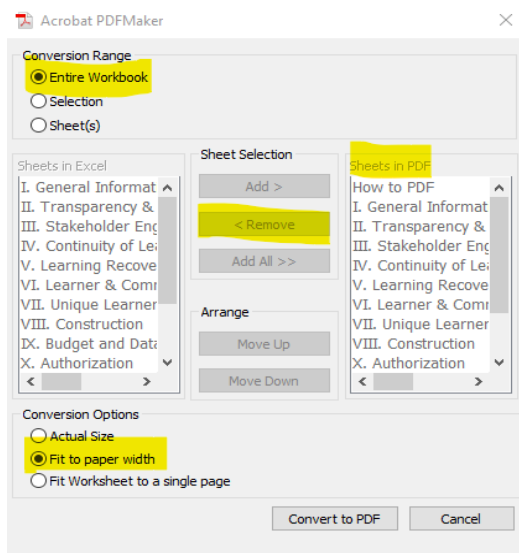 Acrobat PDFMaker
Conversion Range
Entire Workbook
Selection
Sheet(s)
Sheets in Excel
I. General Informat
II. Transparency &
III. Stakeholder Eng
IV. Continuity of Lea
V. Learning Recove
VI. Learner & Comr
VII. Unique Learner
VIII. Construction
IX. Budget and Data
X. Authorization
Sheet Selection
Add >
< Remove
Add All >>
Arrange
Move Up
Move Down
Sheets in PDF
How to PDF
I. General Informat
II. Transparency &
III. Stakeholder Eng
IV. Continuity of Lea
V. Learning Recove
VI. Learner & Comr
VII. Unique Learner
VIII. Construction
X. Authorization
Conversion Options
Actual Size
Fit to paper width
Fit Worksheet to a single page
Convert to PDF
Cancel